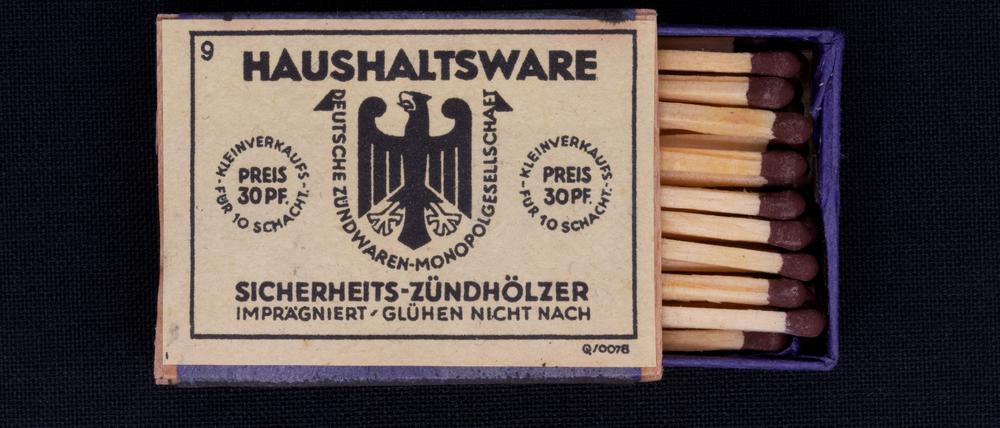 9
HAUSHALTSWARE
DEUTSCHE ZÜNDWAREN-MONOPOLGESELLSCHAFT
-KLEINVERKAUFS-
PREIS
30 PF.
-FÜR 10 SCHACHT.-
-KLEINVERKAUFS-
PREIS
30 PF.
-FÜR 10 SCHACHT.-
SICHERHEITS-ZÜNDHÖLZER
IMPRÄGNIERT-GLÜHEN NICHT NACH
Q/0078